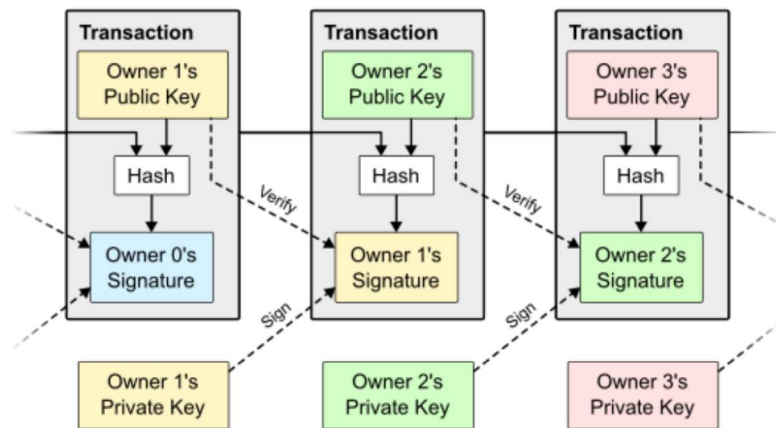 Transaction
Owner 1's
Public Key
Hash
Owner 0's
Signature
Transaction
Owner 2's
Public Key
Hash
Verify
Owner 1's
Signature
Sign
Transaction
Owner 3's
Public Key
Hash
Verify
Owner 2's
Signature
Sign
Owner 1's
Private Key
Owner 2's
Private Key
Owner 3's
Private Key